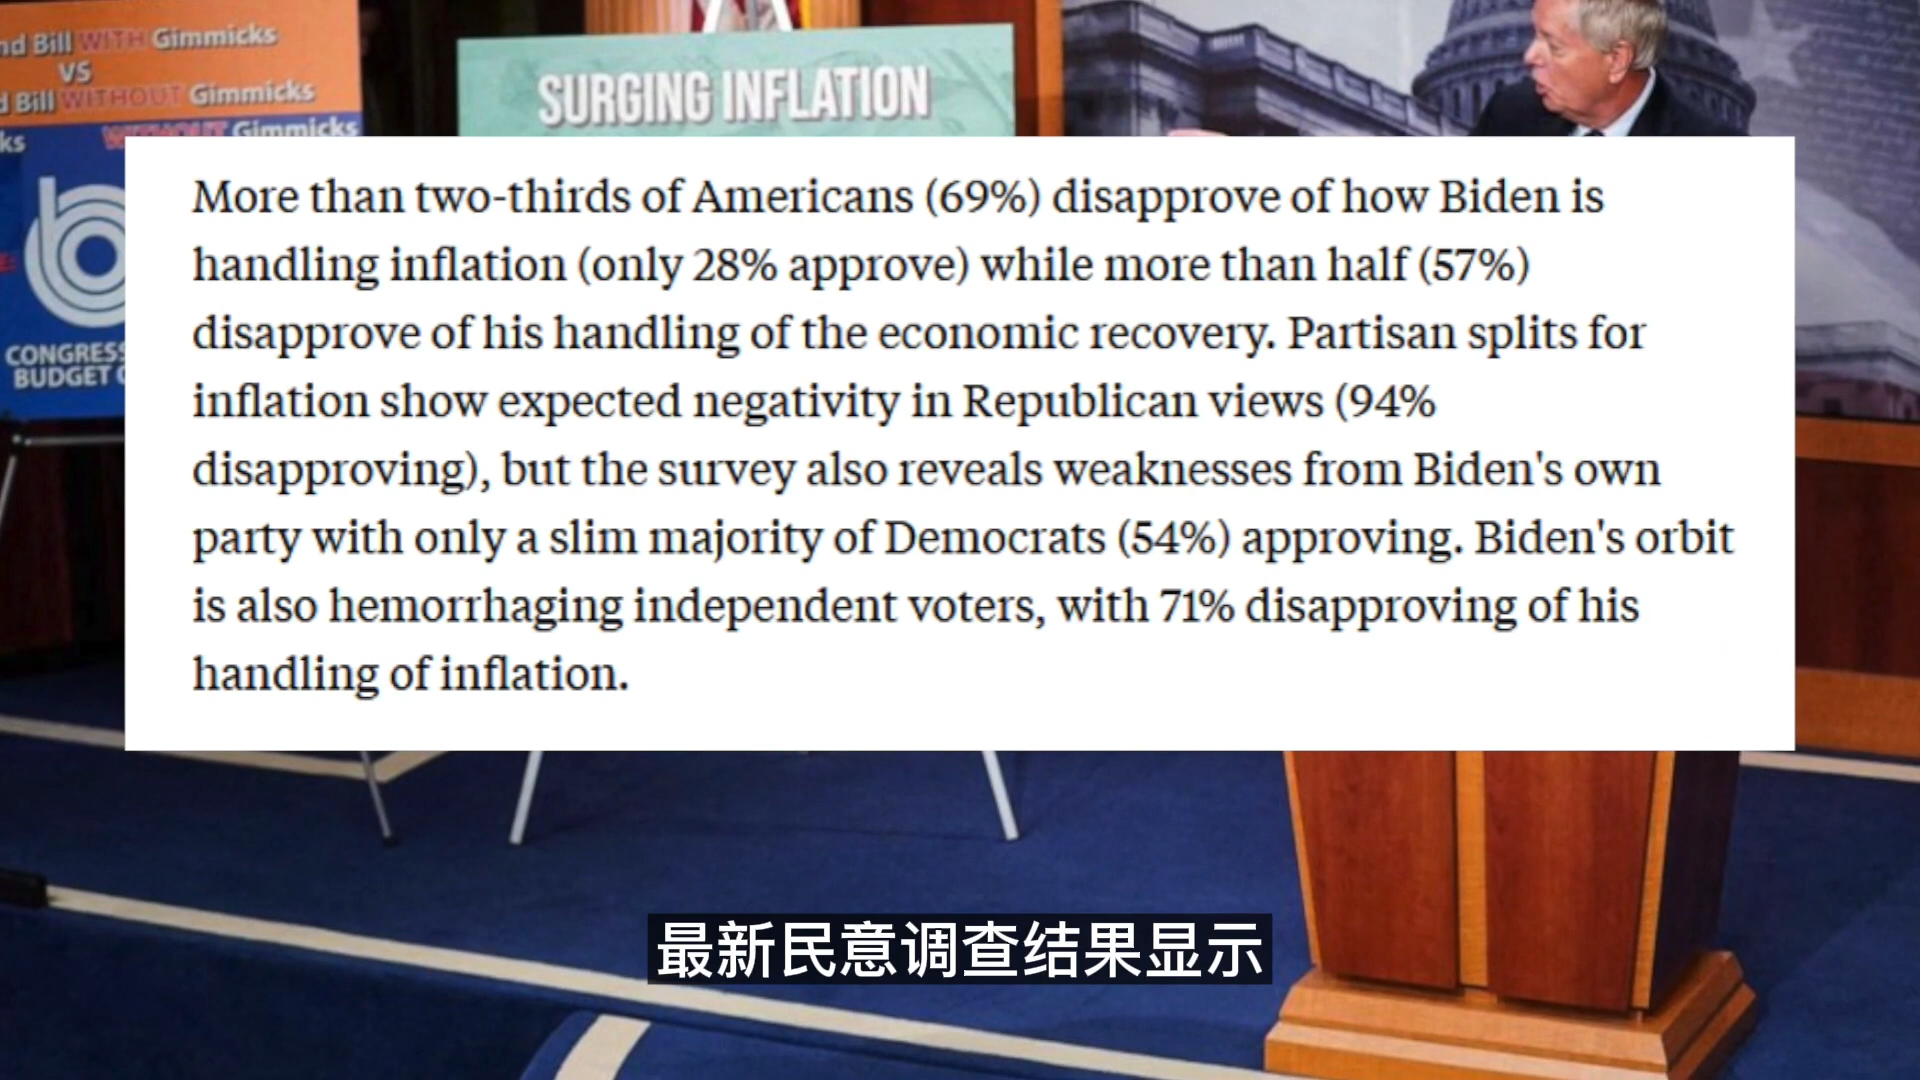 nd Bill WITH Gimmicks
VS
d Bill WITHOUT Gimmicks
ks WITHOUT Gimmicks
SURGING INFLATION
CONGRESS
BUDGET
More than two-thirds of Americans (69%) disapprove of how Biden is
handling inflation (only 28% approve) while more than half (57%)
disapprove of his handling of the economic recovery. Partisan splits for
inflation show expected negativity in Republican views (94%
disapproving), but the survey also reveals weaknesses from Biden's own
party with only a slim majority of Democrats (54%) approving. Biden's orbit
is also hemorrhaging independent voters, with 71% disapproving of his
handling of inflation.
最新民意调查结果显示